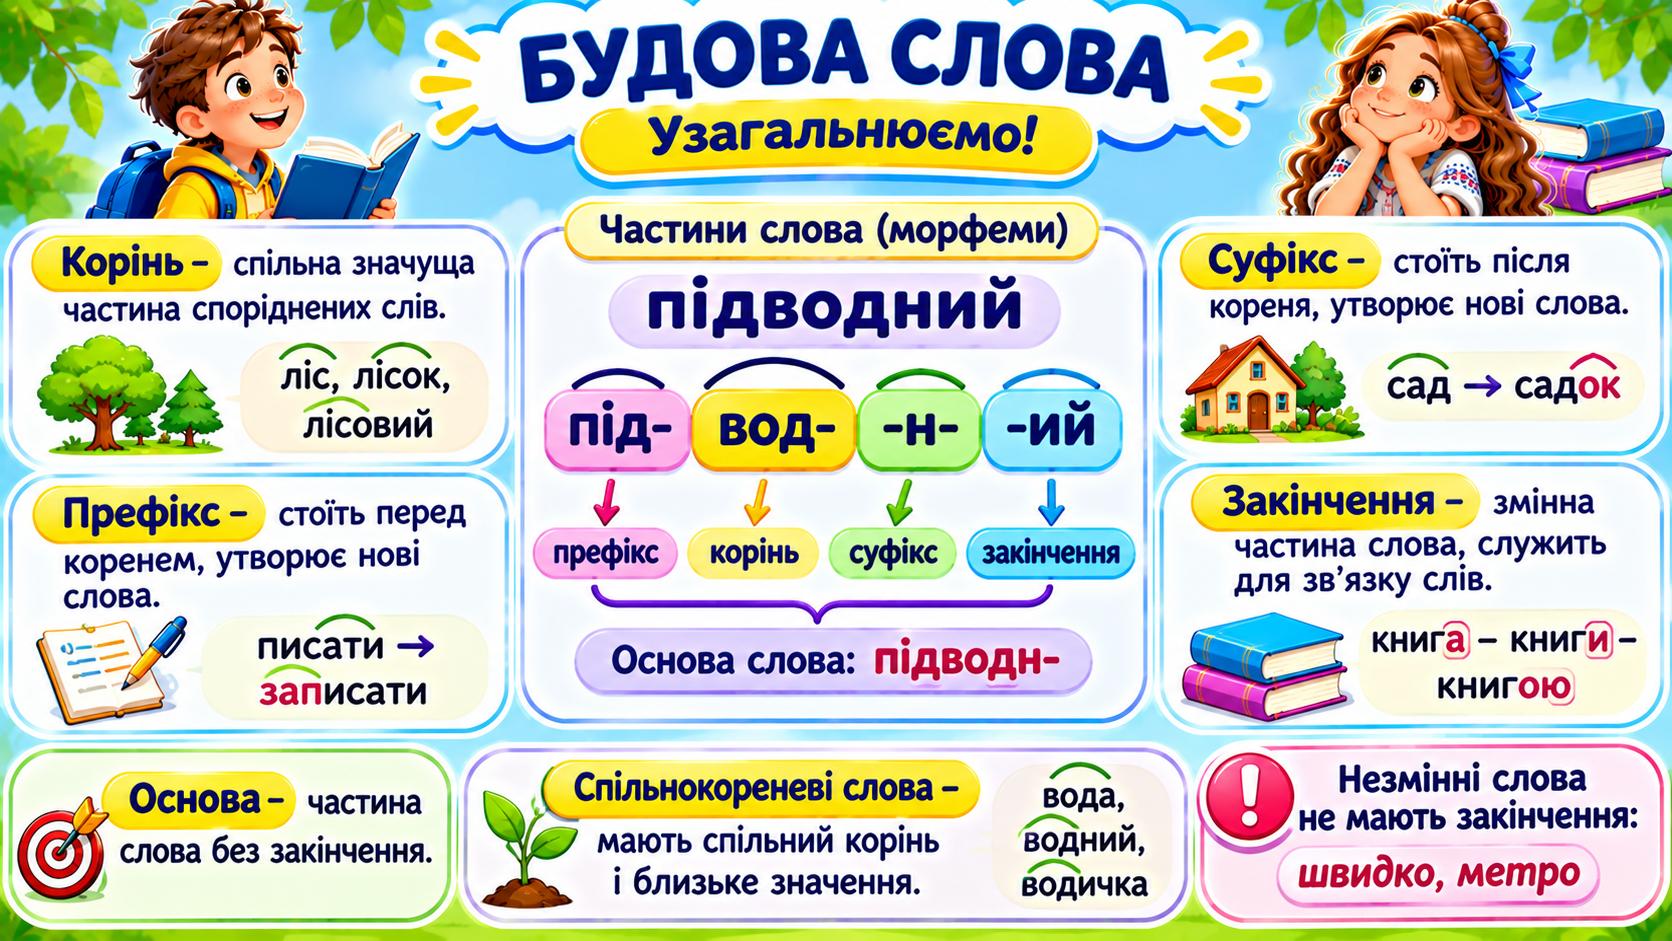 БУДОВА СЛОВА
Узагальнюємо!
Корінь – спільна значуща
частина споріднених слів.
ліс, лісок,
лісовий
Префікс – стоїть перед
коренем, утворює нові
слова.
писати →
записати
Частини слова (морфеми)
підводний
під- вод- -н- -ий
префікс корінь суфікс закінчення
Основа слова: підводн-
Суфікс – стоїть після
кореня, утворює нові слова.
сад → садок
Закінчення – змінна
частина слова, служить
для зв’язку слів.
книга – книги –
книгою
Основа – частина
слова без закінчення.
Спільнокореневі слова –
мають спільний корінь
і близьке значення.
вода,
водний,
водичка
!
Незмінні слова
не мають закінчення:
швидко, метро